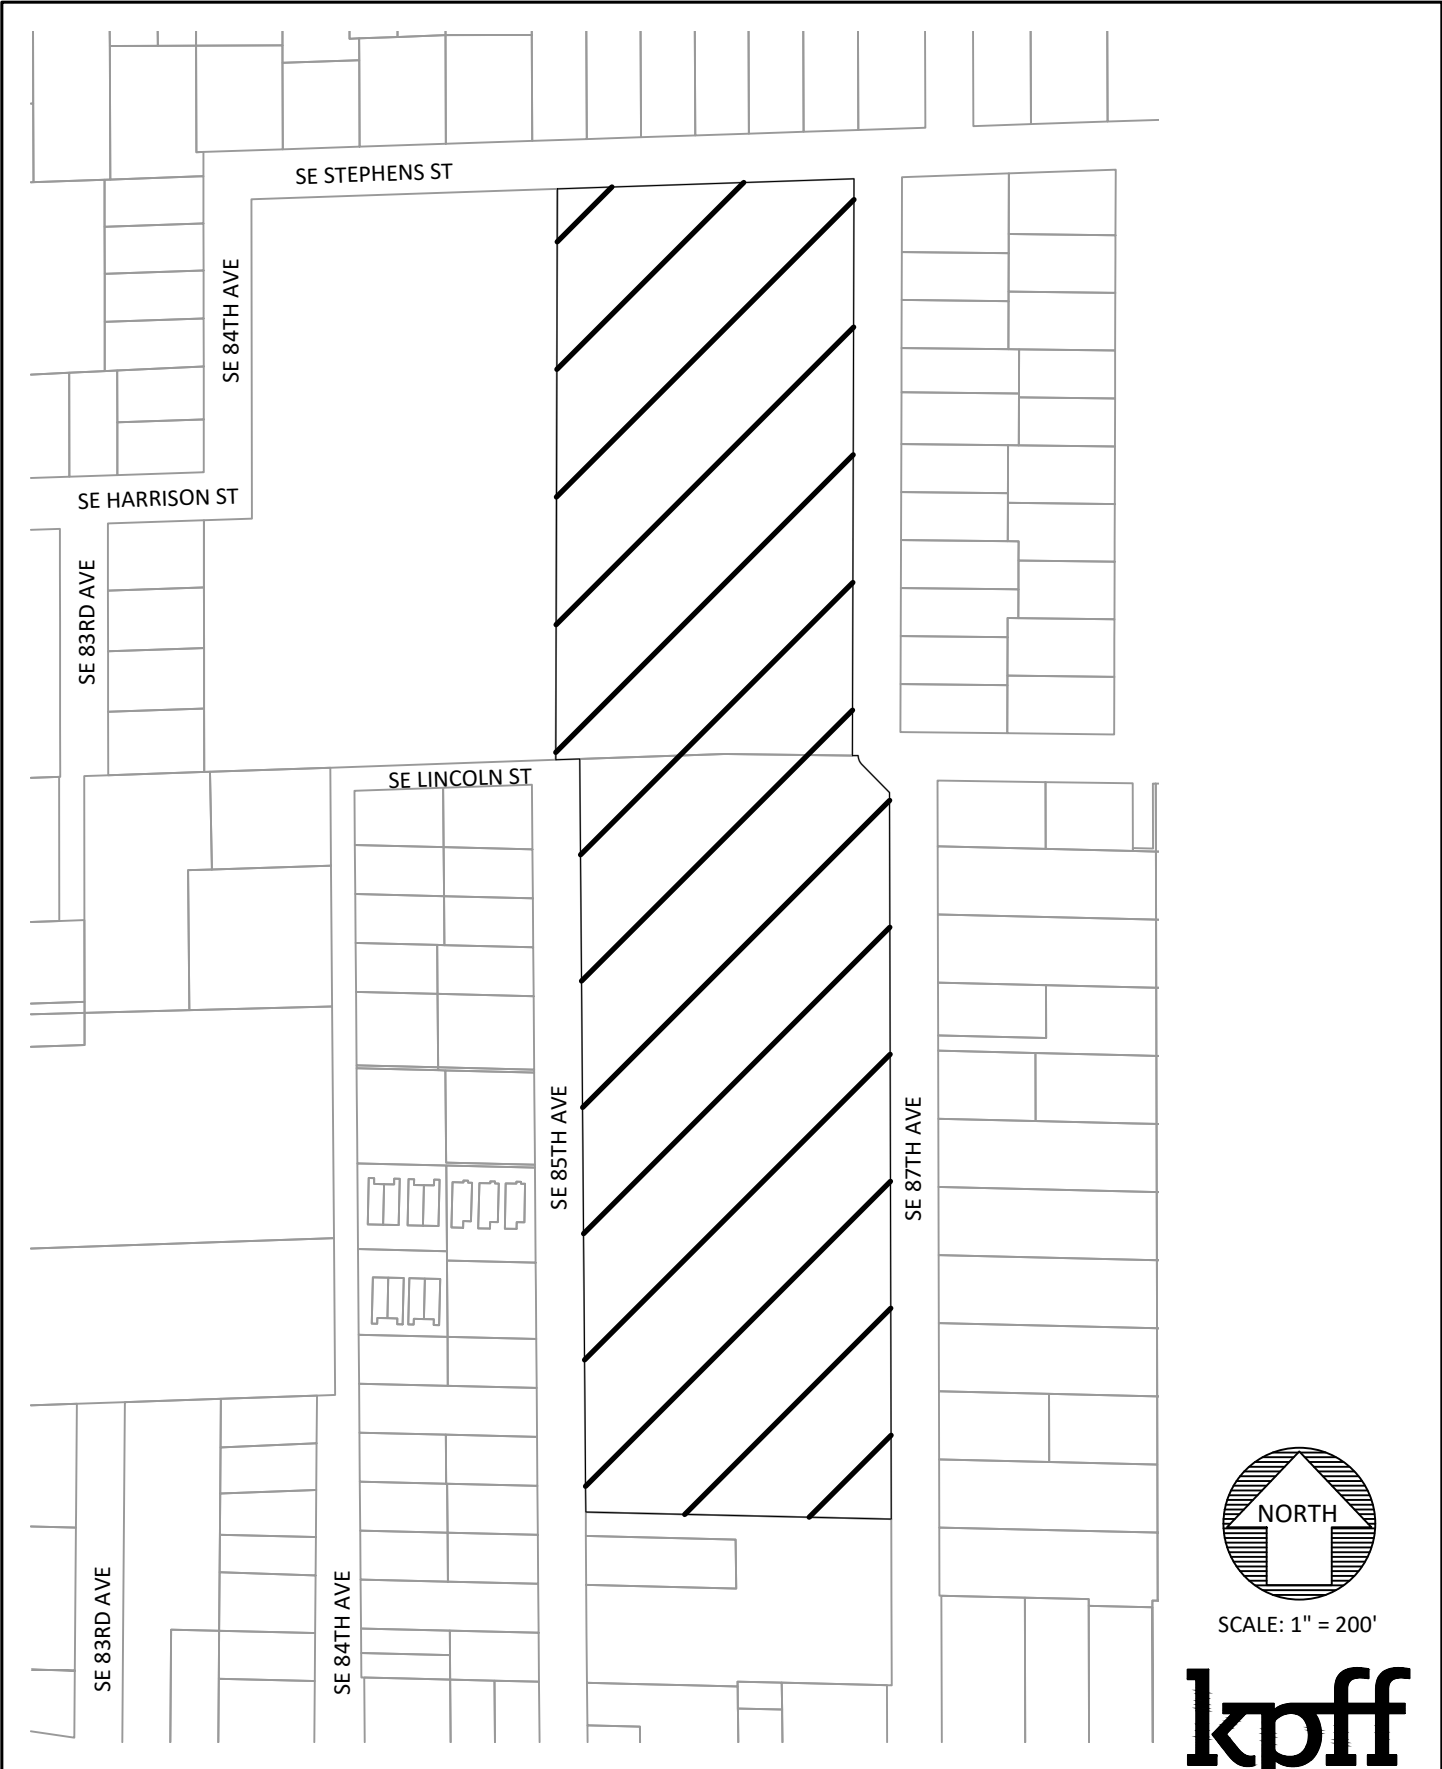 SE STEPHENS ST
SE 84TH AVE
SE HARRISON ST
SE 83RD AVE
SE LINCOLN ST
SE 85TH AVE
SE 87TH AVE
NORTH
SE 83RD AVE
SE 84TH AVE
SCALE: 1" = 200'
kpff